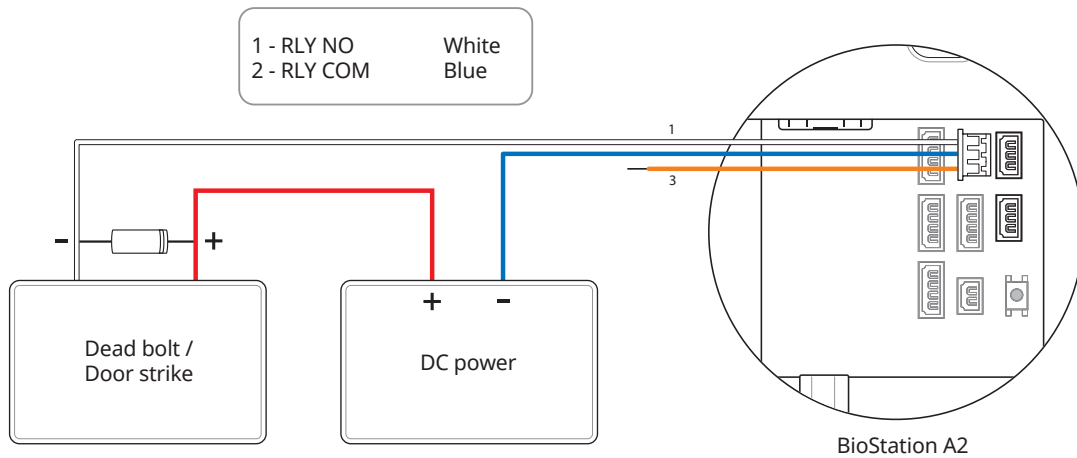 1 - RLY NO White
2 - RLY COM Blue
1
3
- +
+ -
Dead bolt /
Door strike
DC power
BioStation A2